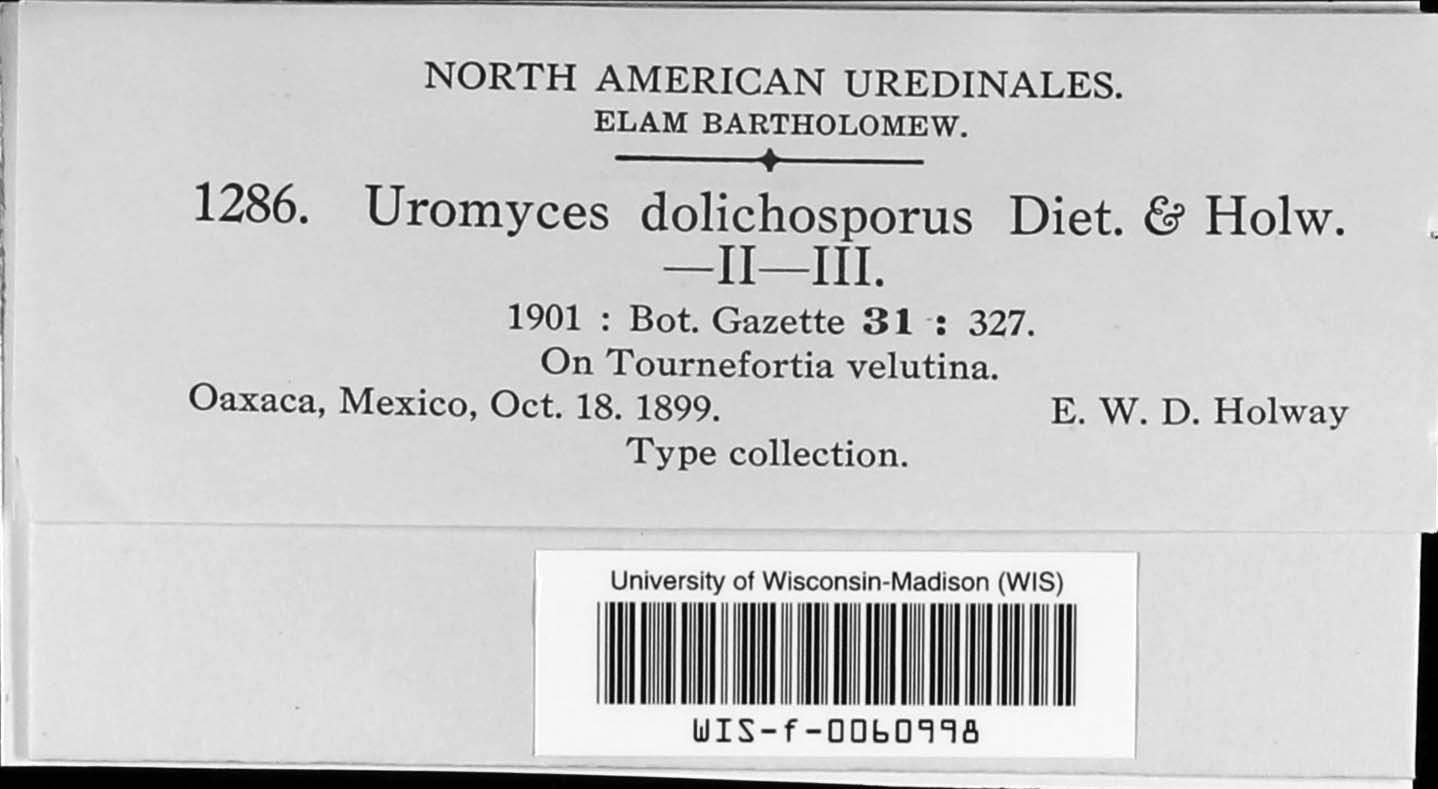 NORTH AMERICAN UREDINALES.
ELAM BARTHOLOMEW.
1286. Uromyces dolichosporus Diet. & Holw.
—II—III.
1901 : Bot. Gazette 31 : 327.
On Tournefortia velutina.
Oaxaca, Mexico, Oct. 18. 1899. E. W. D. Holway
Type collection.
University of Wisconsin-Madison (WIS)
WIS-f-0060998